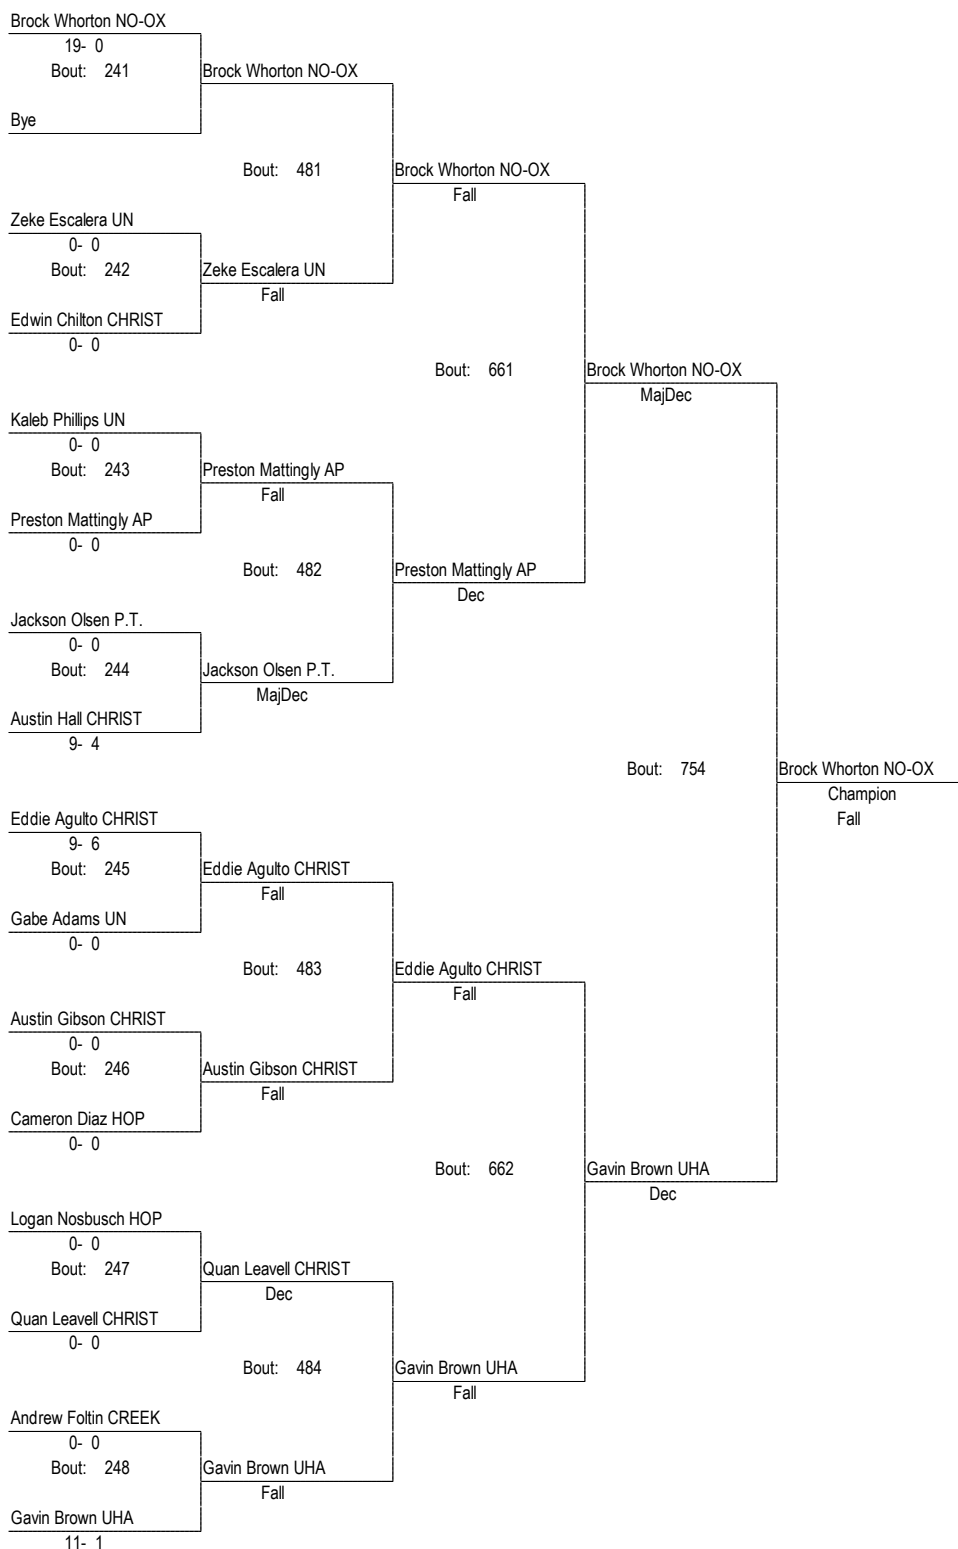 Brock Whorton NO-OX
19- 0
Bout: 241
Brock Whorton NO-OX
Bye
Bout: 481
Brock Whorton NO-OX
Fall
Zeke Escalera UN
0- 0
Bout: 242
Zeke Escalera UN
Fall
Edwin Chilton CHRIST
0- 0
Bout: 661
Brock Whorton NO-OX
MajDec
Kaleb Phillips UN
0- 0
Bout: 243
Preston Mattingly AP
Fall
Preston Mattingly AP
0- 0
Bout: 482
Preston Mattingly AP
Dec
Jackson Olsen P.T.
0- 0
Bout: 244
Jackson Olsen P.T.
MajDec
Austin Hall CHRIST
9- 4
Bout: 754
Brock Whorton NO-OX
Champion
Fall
Eddie Agulto CHRIST
9- 6
Bout: 245
Eddie Agulto CHRIST
Fall
Gabe Adams UN
0- 0
Bout: 483
Eddie Agulto CHRIST
Fall
Austin Gibson CHRIST
0- 0
Bout: 246
Austin Gibson CHRIST
Fall
Cameron Diaz HOP
0- 0
Bout: 662
Gavin Brown UHA
Dec
Logan Nosbusch HOP
0- 0
Bout: 247
Quan Leavell CHRIST
Dec
Quan Leavell CHRIST
0- 0
Bout: 484
Gavin Brown UHA
Fall
Andrew Foltin CREEK
0- 0
Bout: 248
Gavin Brown UHA
Fall
Gavin Brown UHA
11- 1